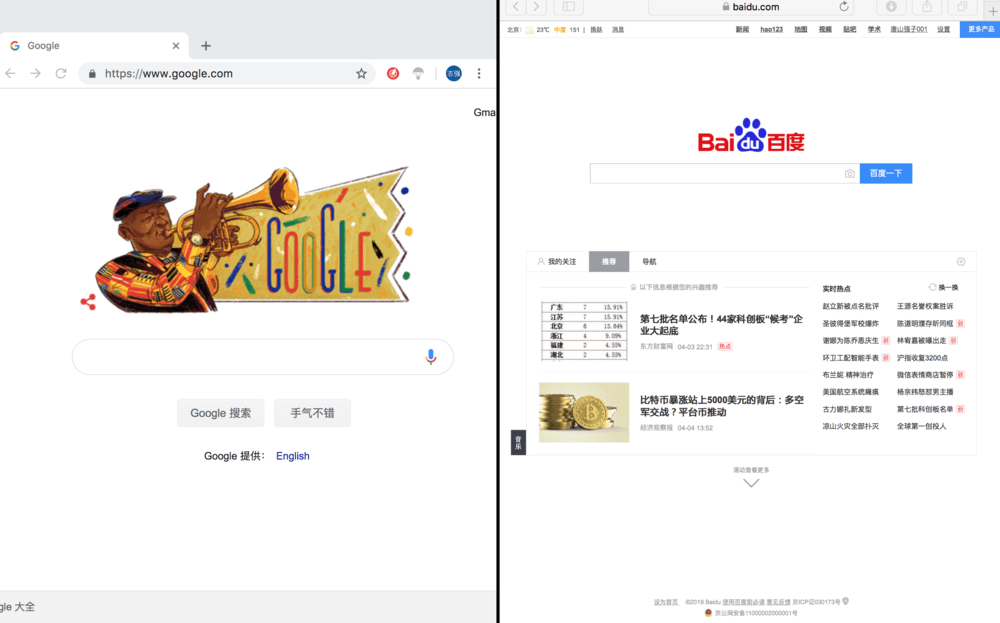 Google
https://www.google.com
志强
Gma
GOOGLE
Google 搜索
手气不错
Google 提供： English
gle 大全
baidu.com
北京： 23℃ 中度 151 | 换肤 消息
新闻 hao123 地图 视频 贴吧 学术 唐山强子001 设置 更多产品
Bai du 百度
百度一下
我的关注 推荐 导航
以下信息根据您的兴趣推荐
广东 7 15.91%
江苏 7 15.91%
北京 6 13.64%
浙江 4 9.09%
福建 2 4.55%
湖北 2 4.55%
第七批名单公布！44家科创板“候考”企
业大起底
东方财富网 04-03 22:31 热点
比特币暴涨站上5000美元的背后：多空
军交战？平台币推动
经济观察报 04-04 13:52
实时热点 换一换
赵立新被点名批评 王源名誉权案胜诉
圣彼得堡军校爆炸 陈道明濮存昕同框 新
谢娜为陈乔恩庆生 新 林宥嘉被曝出走 新
环卫工配智能手表 新 沪指收复3200点
布兰妮 精神治疗 微信表情商店暂停 新
美国航空系统瘫痪 杨宗纬怒怼男主播
古力娜扎新发型 第七批科创板名单 新
凉山火灾全部扑灭 全球第一创投人
音乐
滚动查看更多
设为首页 ©2019 Baidu 使用百度前必读 意见反馈 京ICP证030173号
京公网安备11000002000001号